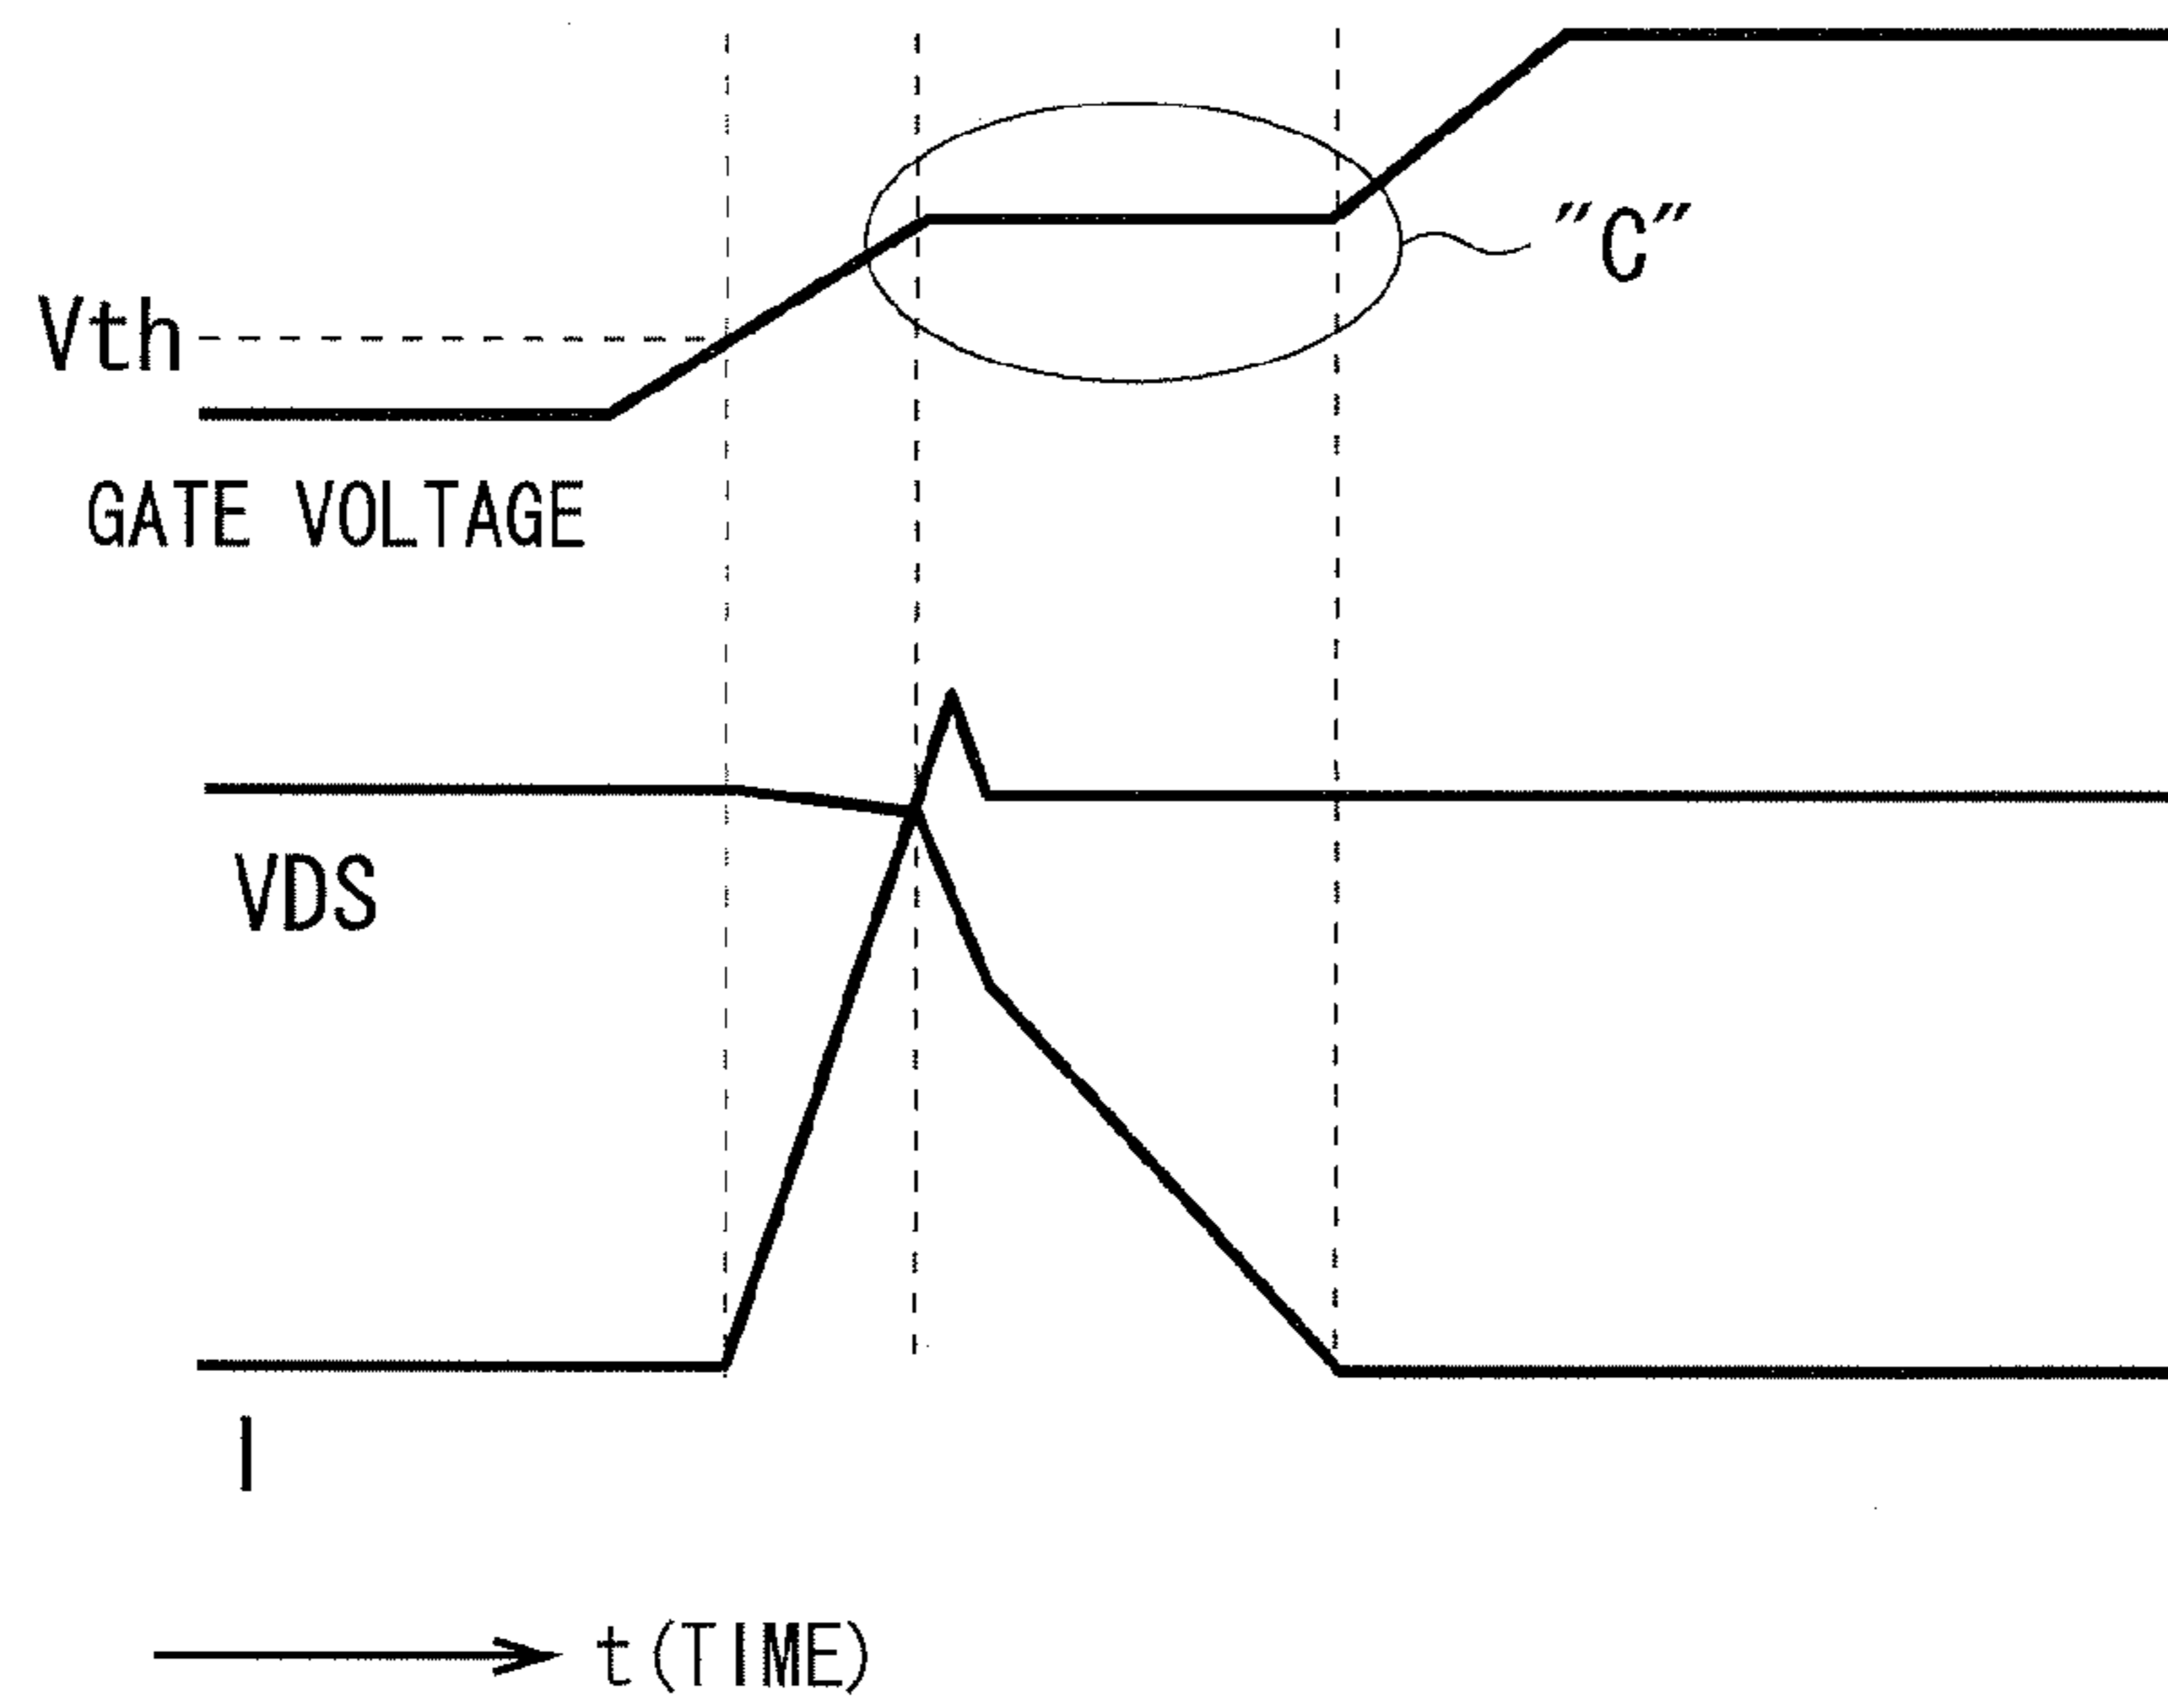 "C"
Vth
GATE VOLTAGE
VDS
I
t(TIME)